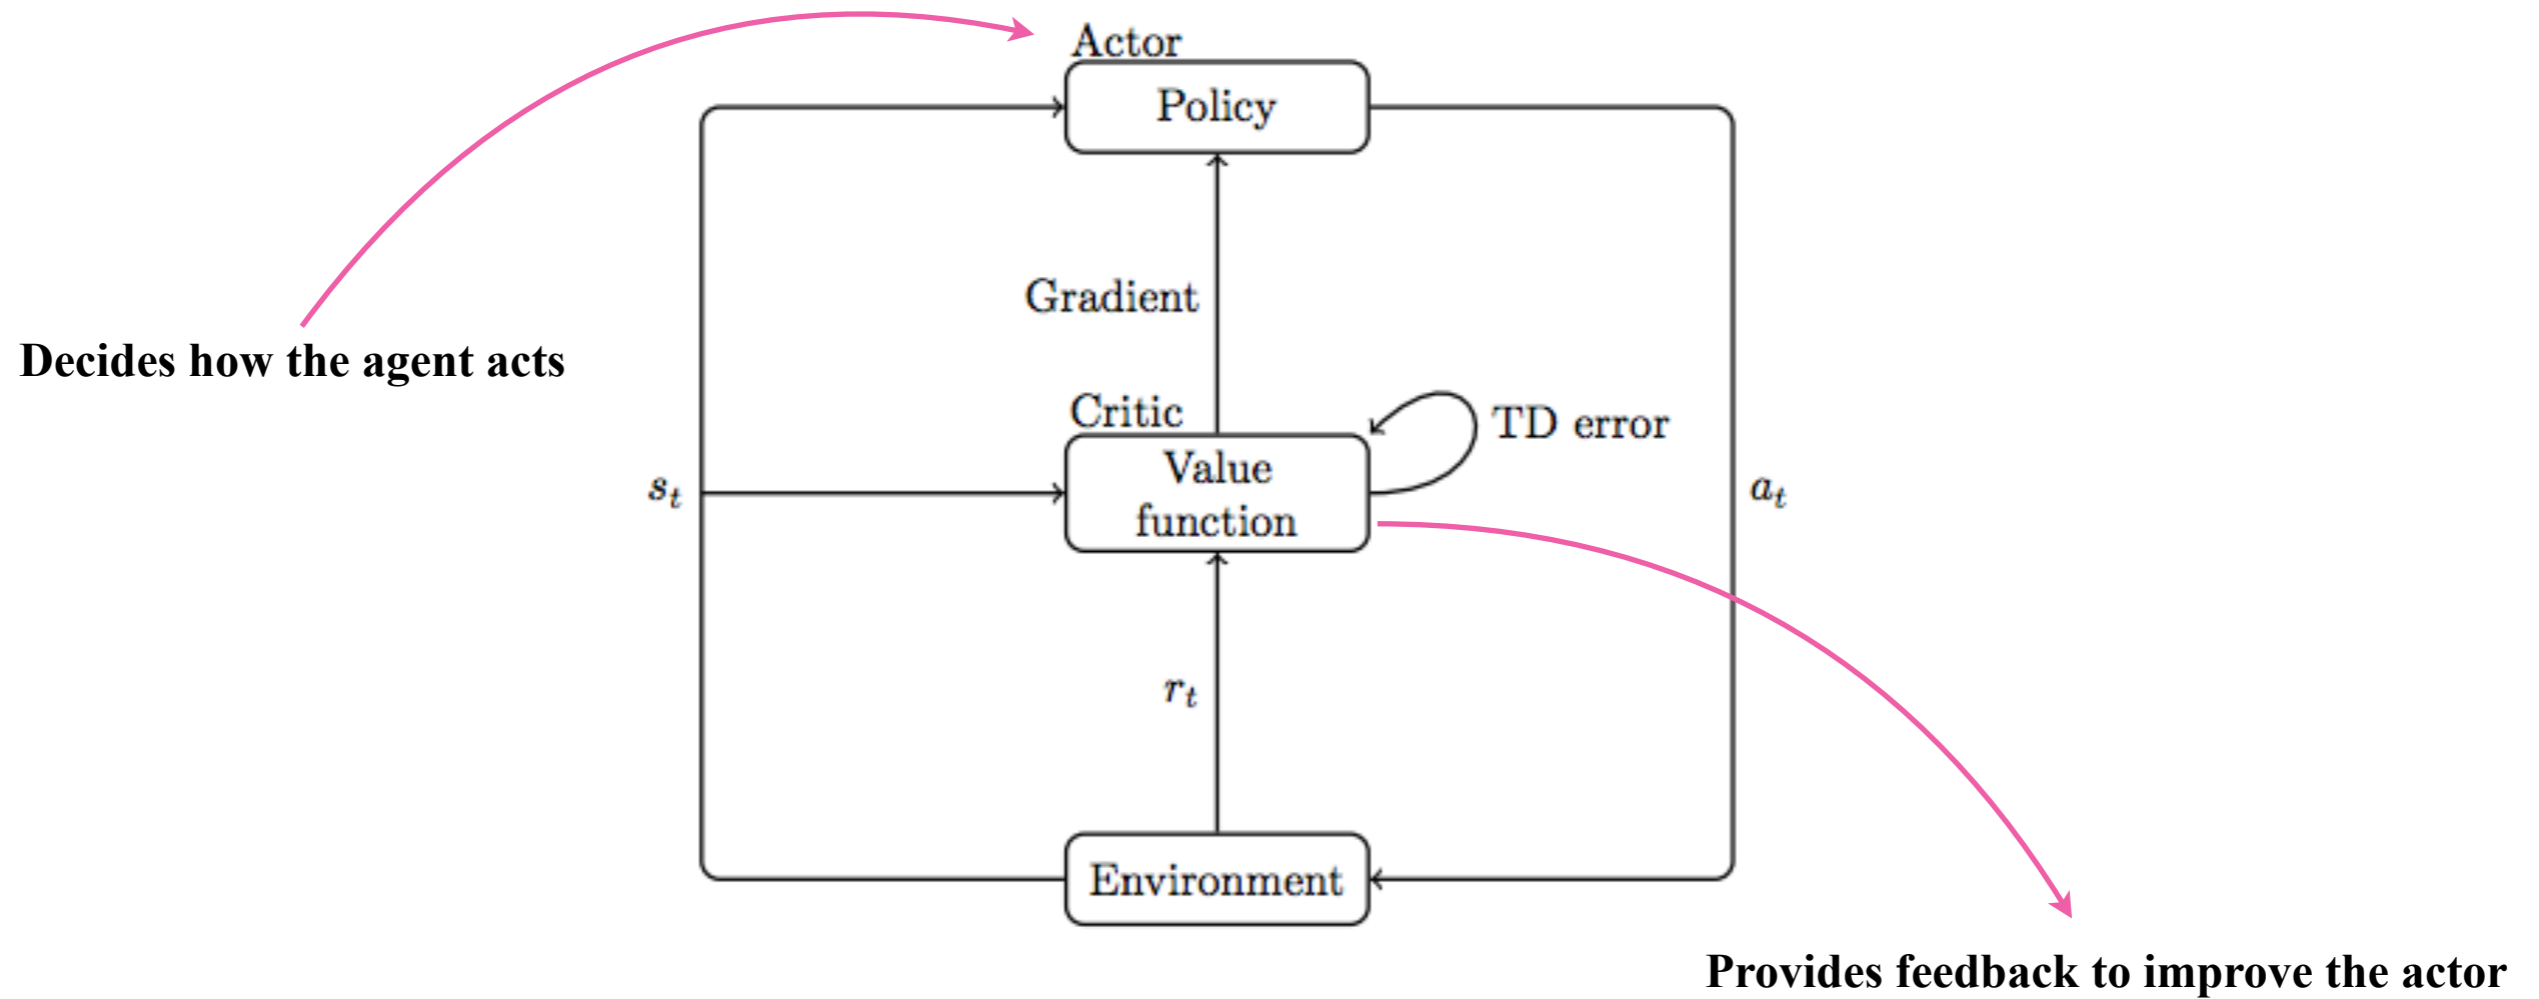 Actor
Policy
Gradient
Decides how the agent acts
Critic
TD error
Value
function
s_t
a_t
r_t
Environment
Provides feedback to improve the actor